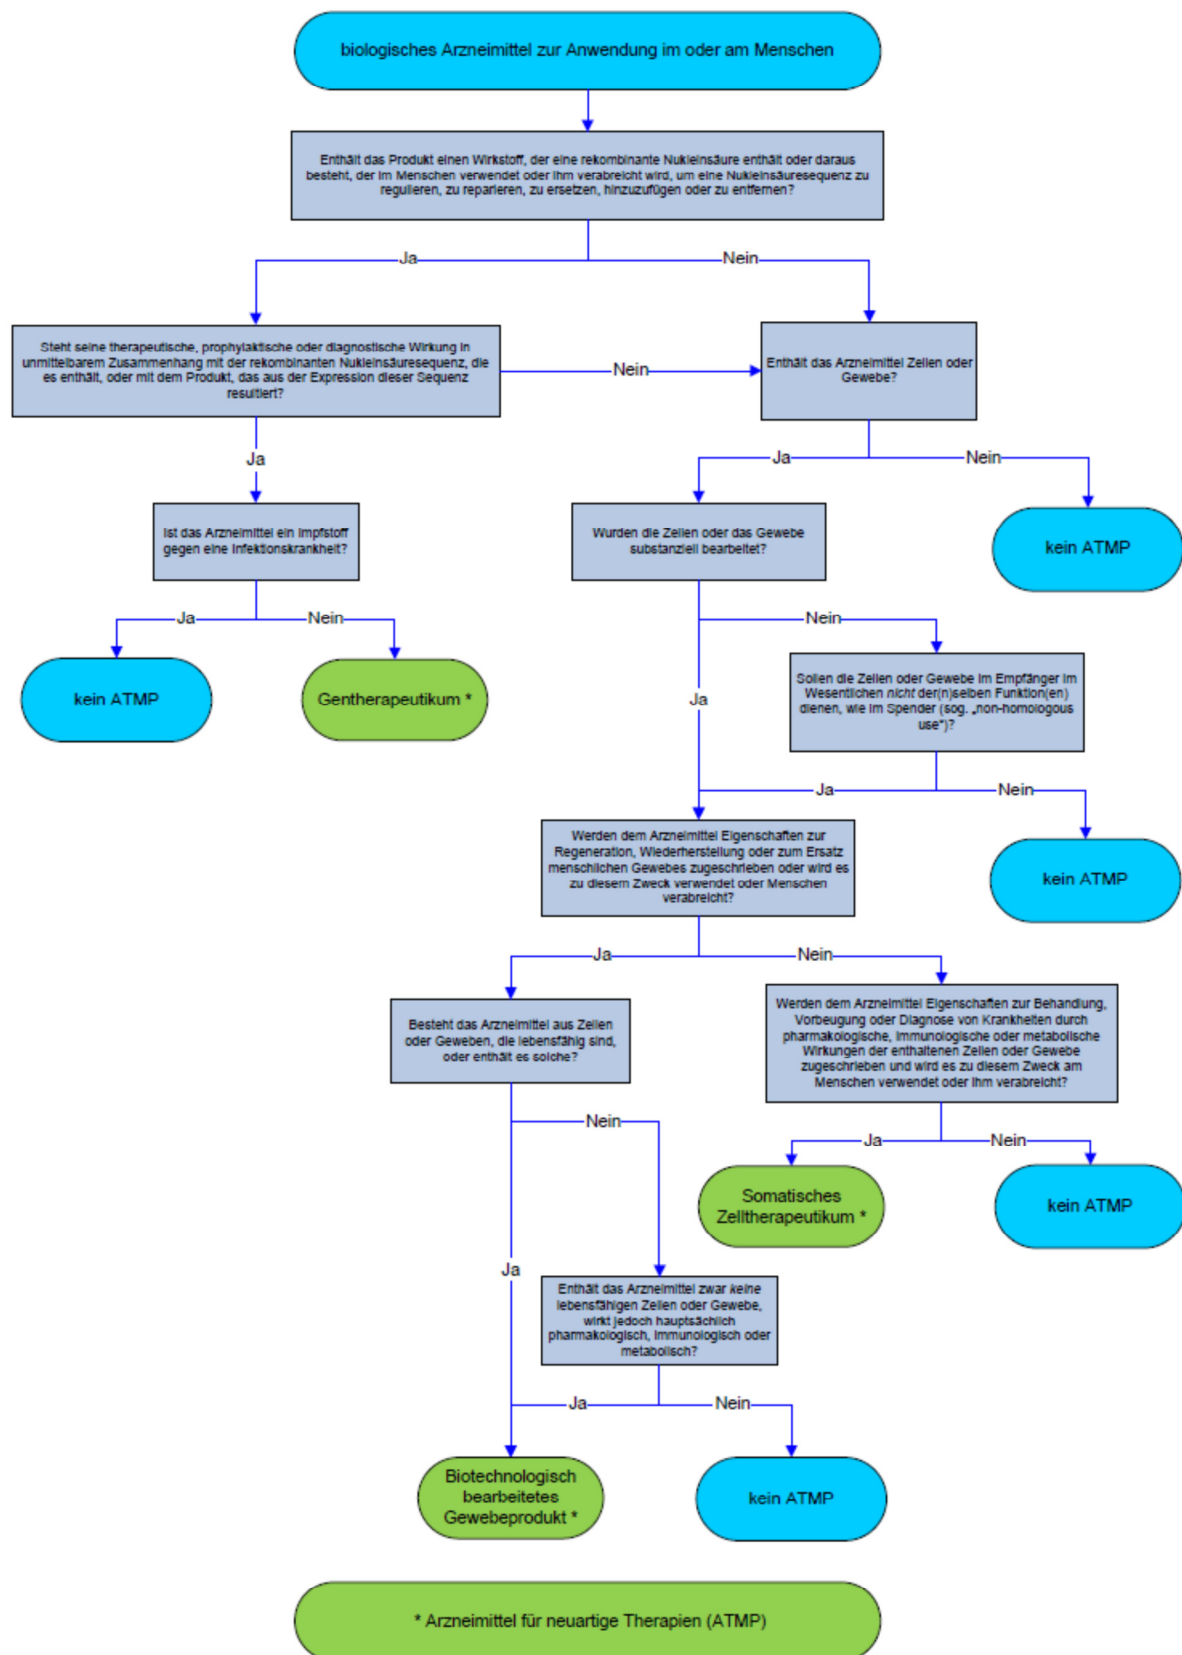 biologisches Arzneimittel zur Anwendung im oder am Menschen
Enthält das Produkt einen Wirkstoff, der eine rekombinante Nukleinsäure enthält oder daraus
besteht, der im Menschen verwendet oder ihm verabreicht wird, um eine Nukleinsäuresequenz zu
regulieren, zu reparieren, zu ersetzen, hinzuzufügen oder zu entfernen?
Ja
Nein
Steht seine therapeutische, prophylaktische oder diagnostische Wirkung in
unmittelbarem Zusammenhang mit der rekombinanten Nukleinsäuresequenz, die
es enthält, oder mit dem Produkt, das aus der Expression dieser Sequenz
resultiert?
Nein
Enthält das Arzneimittel Zellen oder
Gewebe?
Ja
Ja
Nein
Ist das Arzneimittel ein Impfstoff
gegen eine Infektionskrankheit?
Wurden die Zellen oder das Gewebe
substanziell bearbeitet?
kein ATMP
Ja
Nein
Nein
kein ATMP
Gentherapeutikum *
Ja
Sollen die Zellen oder Gewebe im Empfänger im
Wesentlichen nicht der(n)selben Funktion(en)
dienen, wie im Spender (sog. „non-homologous
use“)?
Ja
Nein
Werden dem Arzneimittel Eigenschaften zur
Regeneration, Wiederherstellung oder zum Ersatz
menschlichen Gewebes zugeschrieben oder wird es
zu diesem Zweck verwendet oder Menschen
verabreicht?
kein ATMP
Ja
Nein
Besteht das Arzneimittel aus Zellen
oder Geweben, die lebensfähig sind,
oder enthält es solche?
Werden dem Arzneimittel Eigenschaften zur Behandlung,
Vorbeugung oder Diagnose von Krankheiten durch
pharmakologische, immunologische oder metabolische
Wirkungen der enthaltenen Zellen oder Gewebe
zugeschrieben und wird es zu diesem Zweck am
Menschen verwendet oder ihm verabreicht?
Nein
Ja
Nein
Somatisches
Zelltherapeutikum *
kein ATMP
Ja
Enthält das Arzneimittel zwar keine
lebensfähigen Zellen oder Gewebe,
wirkt jedoch hauptsächlich
pharmakologisch, immunologisch oder
metabolisch?
Ja
Nein
Biotechnologisch
bearbeitetes
Gewebeprodukt *
kein ATMP
* Arzneimittel für neuartige Therapien (ATMP)